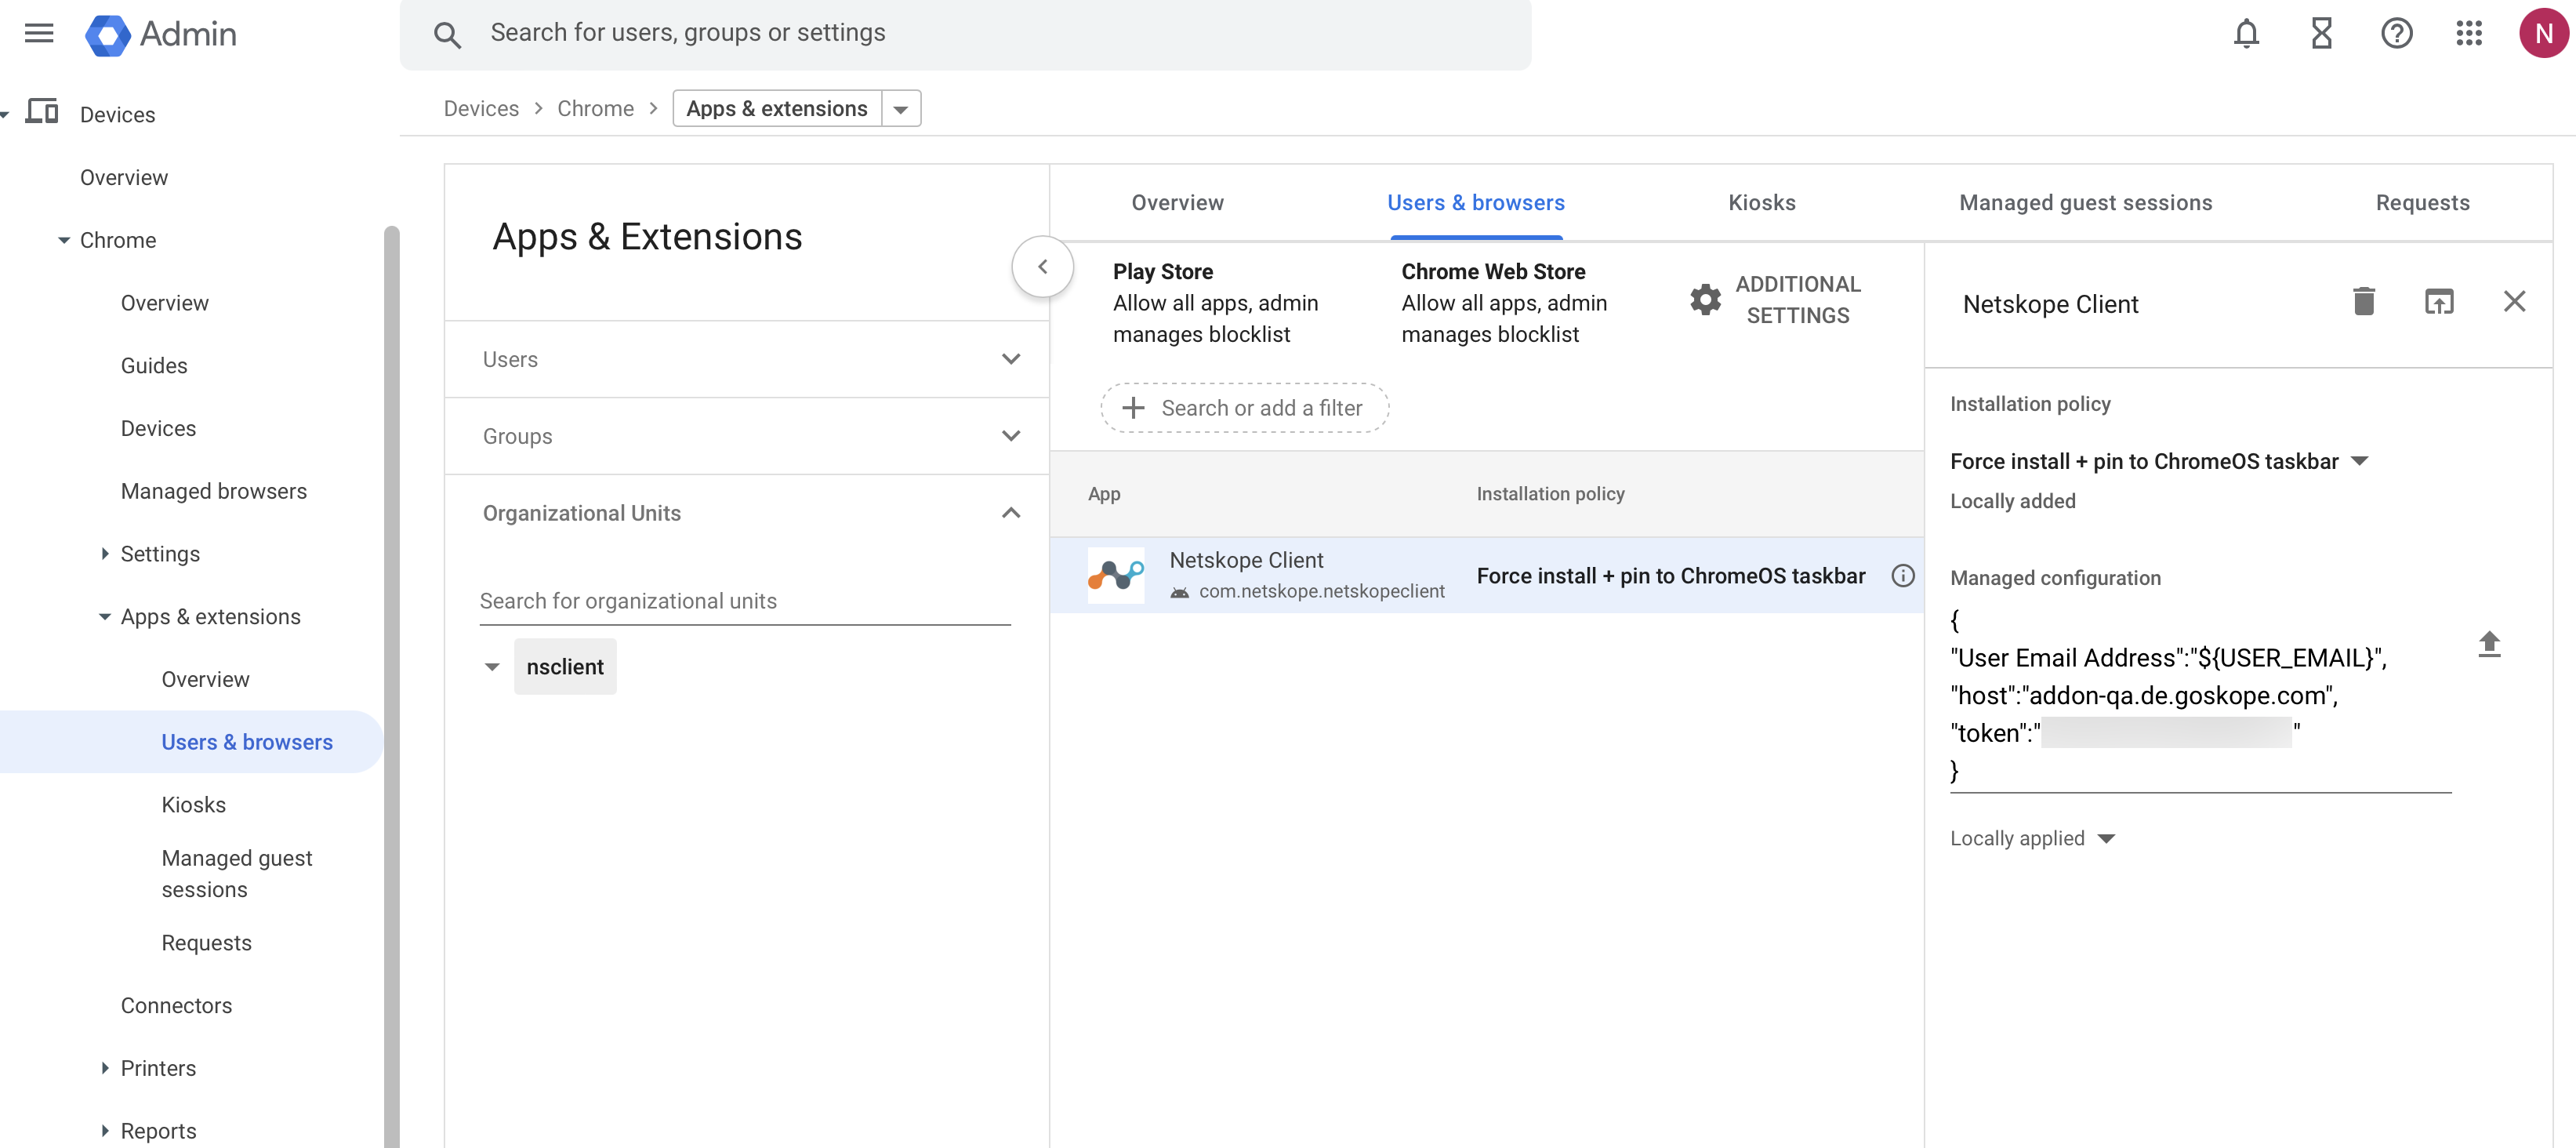 Admin
Search for users, groups or settings
N
Devices
Overview
Chrome
Overview
Guides
Devices
Managed browsers
Settings
Apps & extensions
Overview
Users & browsers
Kiosks
Managed guest
sessions
Requests
Connectors
Printers
Reports
Devices > Chrome > Apps & extensions
Apps & Extensions
Users
Groups
Organizational Units
Search for organizational units
nsclient
Overview
Users & browsers
Kiosks
Managed guest sessions
Requests
Play Store
Allow all apps, admin
manages blocklist
Chrome Web Store
Allow all apps, admin
manages blocklist
ADDITIONAL
SETTINGS
Search or add a filter
App
Installation policy
Netskope Client
com.netskope.netskopeclient
Force install + pin to ChromeOS taskbar
Netskope Client
Installation policy
Force install + pin to ChromeOS taskbar
Locally added
Managed configuration
{
"User Email Address":"${USER_EMAIL}",
"host":"addon-qa.de.goskope.com",
"token":" "
}
Locally applied